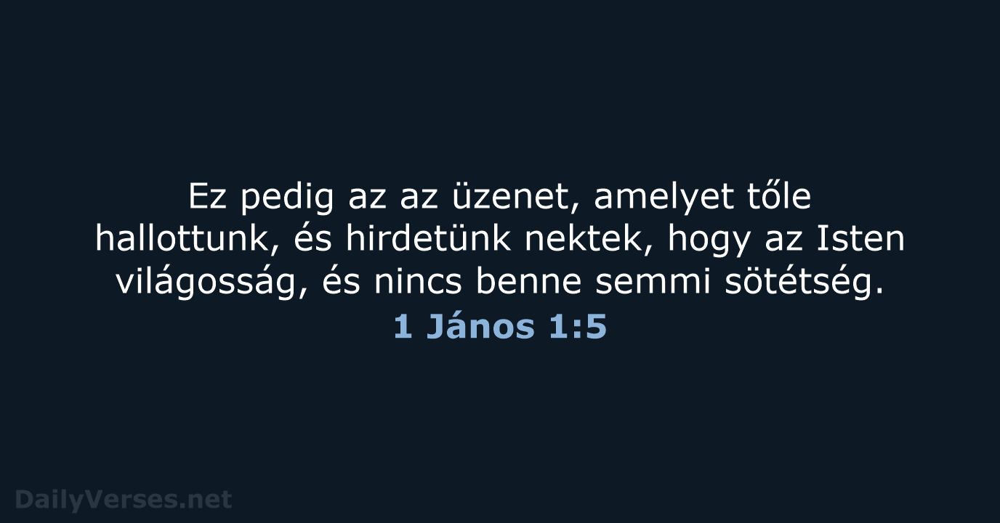 Ez pedig az az üzenet, amelyet tőle
hallottunk, és hirdetünk nektek, hogy az Isten
világosság, és nincs benne semmi sötétség.
1 János 1:5
DailyVerses.net